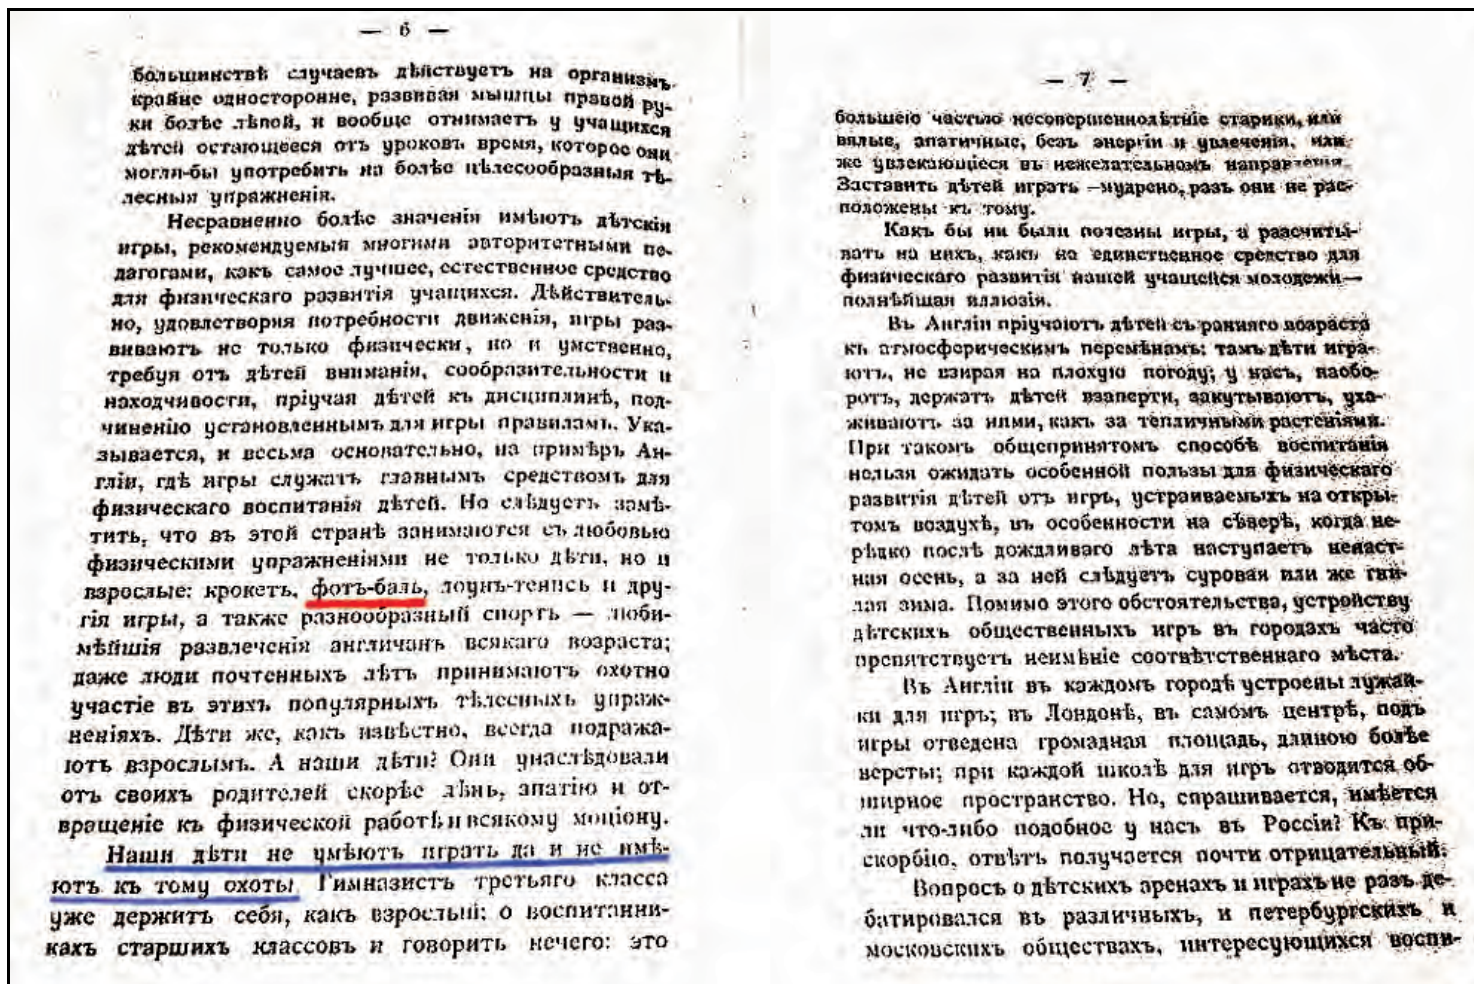 — 6 —
большинствѣ случаевъ дѣйствуетъ на организмъ
крайне односторонне, развивая мышцы правой ру-
ки болѣе лѣвой, и вообще отнимаетъ у учащихся
дѣтей остающееся отъ уроковъ время, которое они
могли-бы употребить на болѣе цѣлесообразныя тѣ-
лесныя упражненія.
Несравненно болѣе значенія имѣютъ дѣтскія
игры, рекомендуемыя многими авторитетными пе-
дагогами, какъ самое лучшее, естественное средство
для физическаго развитія учащихся. Дѣйствитель-
но, удовлетворяя потребности движенія, игры раз-
виваютъ не только физически, но и умственно,
требуя отъ дѣтей вниманія, сообразительности и
находчивости, пріучая дѣтей къ дисциплинѣ, под-
чиненію установленнымъ для игры правиламъ. Ука-
зывается, и весьма основательно, на примѣръ Ан-
гліи, гдѣ игры служатъ главнымъ средствомъ для
физическаго воспитанія дѣтей. Но слѣдуетъ замѣ-
тить, что въ этой странѣ занимаются съ любовью
физическими упражненіями не только дѣти, но и
взрослые: крокетъ, фотъ-баль, лоунъ-тенисъ и дру-
гія игры, а также разнообразный спортъ — люби-
мѣйшія развлеченія англичанъ всякаго возраста;
даже люди почтенныхъ лѣтъ принимаютъ охотно
участіе въ этихъ популярныхъ тѣлесныхъ упраж-
неніяхъ. Дѣти же, какъ извѣстно, всегда подража-
ютъ взрослымъ. А наши дѣти? Они унаслѣдовали
отъ своихъ родителей скорѣе лѣнь, апатію и от-
вращеніе къ физической работѣ и всякому моціону.
Наши дѣти не умѣютъ играть да и не имѣ-
ютъ къ тому охоты! Гимназистъ третьяго класса
уже держитъ себя, какъ взрослый; о воспитанни-
кахъ старшихъ классовъ и говорить нечего: это
— 7 —
большею частью несовершеннолѣтніе старики, или
вялые, апатичные, безъ энергіи и увлеченія, или
же увлекающіеся въ нежелательномъ направленіи.
Заставить дѣтей играть —мудрено, разъ они не рас-
положены къ тому.
Какъ бы ни были полезны игры, а разсчиты-
вать на нихъ, какъ на единственное средство для
физическаго развитія нашей учащейся молодежи—
полнѣйшая иллюзія.
Въ Англіи пріучаютъ дѣтей съ ранняго возраста
къ атмосферическимъ перемѣнамъ; тамъ дѣти игра-
ютъ, не взирая на плохую погоду; у насъ, наобо-
ротъ, держатъ дѣтей взаперти, закутываютъ, уха-
живаютъ за ними, какъ за тепличными растеніями.
При такомъ общепринятомъ способѣ воспитанія
нельзя ожидать особенной пользы для физическаго
развитія дѣтей отъ игръ, устраиваемыхъ на откры-
томъ воздухѣ, въ особенности на сѣверѣ, когда не-
рѣдко послѣ дождливаго лѣта наступаетъ ненаст-
ная осень, а за ней слѣдуетъ суровая или же гни-
лая зима. Помимо этого обстоятельства, устройству
дѣтскихъ общественныхъ игръ въ городахъ часто
препятствуетъ неимѣніе соотвѣтственнаго мѣста.
Въ Англіи въ каждомъ городѣ устроены лужай-
ки для игръ; въ Лондонѣ, въ самомъ центрѣ, подъ
игры отведена громадная площадь, длиною болѣе
версты; при каждой школѣ для игръ отводится об-
ширное пространство. Но, спрашивается, имѣется
ли что-либо подобное у насъ въ Россіи? Къ при-
скорбію, отвѣтъ получается почти отрицательный.
Вопросъ о дѣтскихъ аренахъ и играхъ не разъ де-
батировался въ различныхъ, и петербургскихъ и
московскихъ обществахъ, интересующихся воспи-